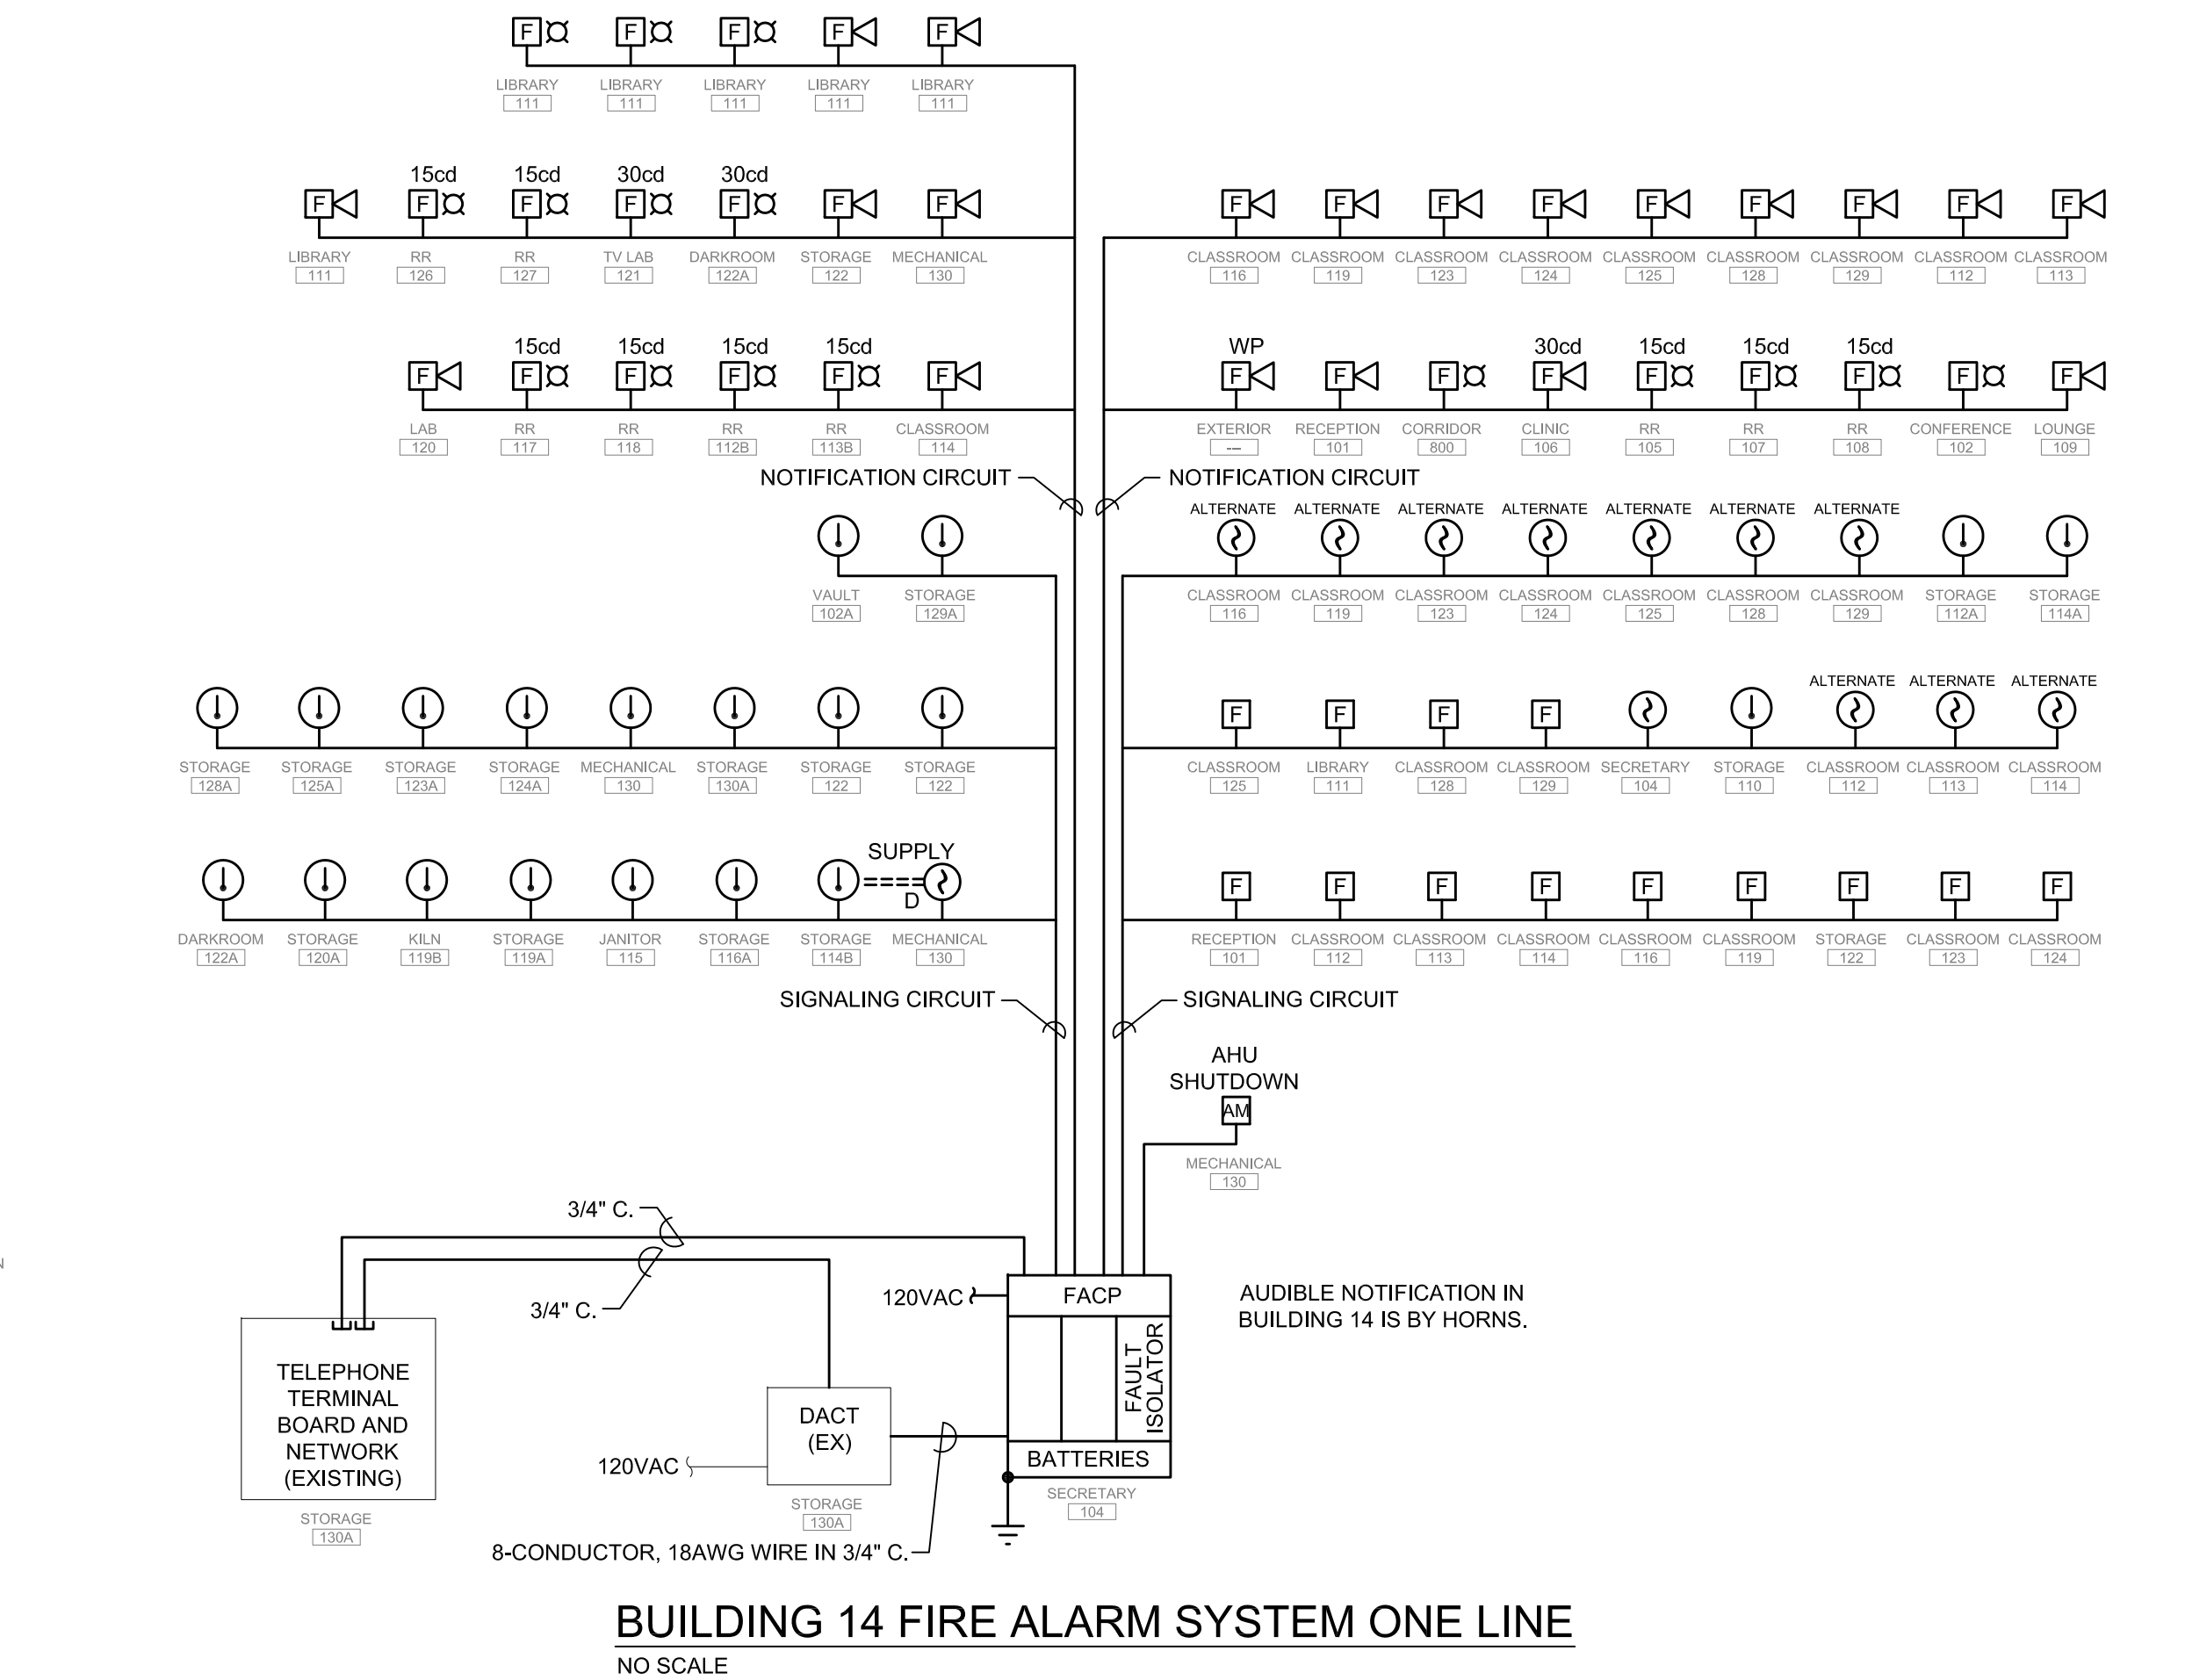 F F F F F
LIBRARY LIBRARY LIBRARY LIBRARY LIBRARY
111 111 111 111 111
15cd 15cd 30cd 30cd
F F F F F F F F F F F F F F F F
LIBRARY RR RR TV LAB DARKROOM STORAGE MECHANICAL CLASSROOM CLASSROOM CLASSROOM CLASSROOM CLASSROOM CLASSROOM CLASSROOM CLASSROOM CLASSROOM
111 126 127 121 122A 122 130 116 119 123 124 125 128 129 112 113
15cd 15cd 15cd 15cd WP 30cd 15cd 15cd 15cd
F F F F F F F F F F F F F F F
LAB RR RR RR RR CLASSROOM EXTERIOR RECEPTION CORRIDOR CLINIC RR RR RR CONFERENCE LOUNGE
120 117 118 112B 113B 114 --- 101 800 106 105 107 108 102 109
NOTIFICATION CIRCUIT NOTIFICATION CIRCUIT
ALTERNATE ALTERNATE ALTERNATE ALTERNATE ALTERNATE ALTERNATE ALTERNATE
VAULT STORAGE CLASSROOM CLASSROOM CLASSROOM CLASSROOM CLASSROOM CLASSROOM CLASSROOM STORAGE STORAGE
102A 129A 116 119 123 124 125 128 129 112A 114A
ALTERNATE ALTERNATE ALTERNATE
F F F F
STORAGE STORAGE STORAGE STORAGE MECHANICAL STORAGE STORAGE STORAGE CLASSROOM LIBRARY CLASSROOM CLASSROOM SECRETARY STORAGE CLASSROOM CLASSROOM CLASSROOM
128A 125A 123A 124A 130 130A 122 122 125 111 128 129 104 110 112 113 114
SUPPLY
F F F F F F F F F
D
DARKROOM STORAGE KILN STORAGE JANITOR STORAGE STORAGE MECHANICAL RECEPTION CLASSROOM CLASSROOM CLASSROOM CLASSROOM CLASSROOM STORAGE CLASSROOM CLASSROOM
122A 120A 119B 119A 115 116A 114B 130 101 112 113 114 116 119 122 123 124
SIGNALING CIRCUIT SIGNALING CIRCUIT
AHU
SHUTDOWN
AM
MECHANICAL
130
3/4" C.
3/4" C.
120VAC
FACP
FAULT
ISOLATOR
BATTERIES
SECRETARY
104
AUDIBLE NOTIFICATION IN
BUILDING 14 IS BY HORNS.
TELEPHONE
TERMINAL
BOARD AND
NETWORK
(EXISTING)
STORAGE
130A
DACT
(EX)
120VAC
STORAGE
130A
8-CONDUCTOR, 18AWG WIRE IN 3/4" C.
BUILDING 14 FIRE ALARM SYSTEM ONE LINE
NO SCALE